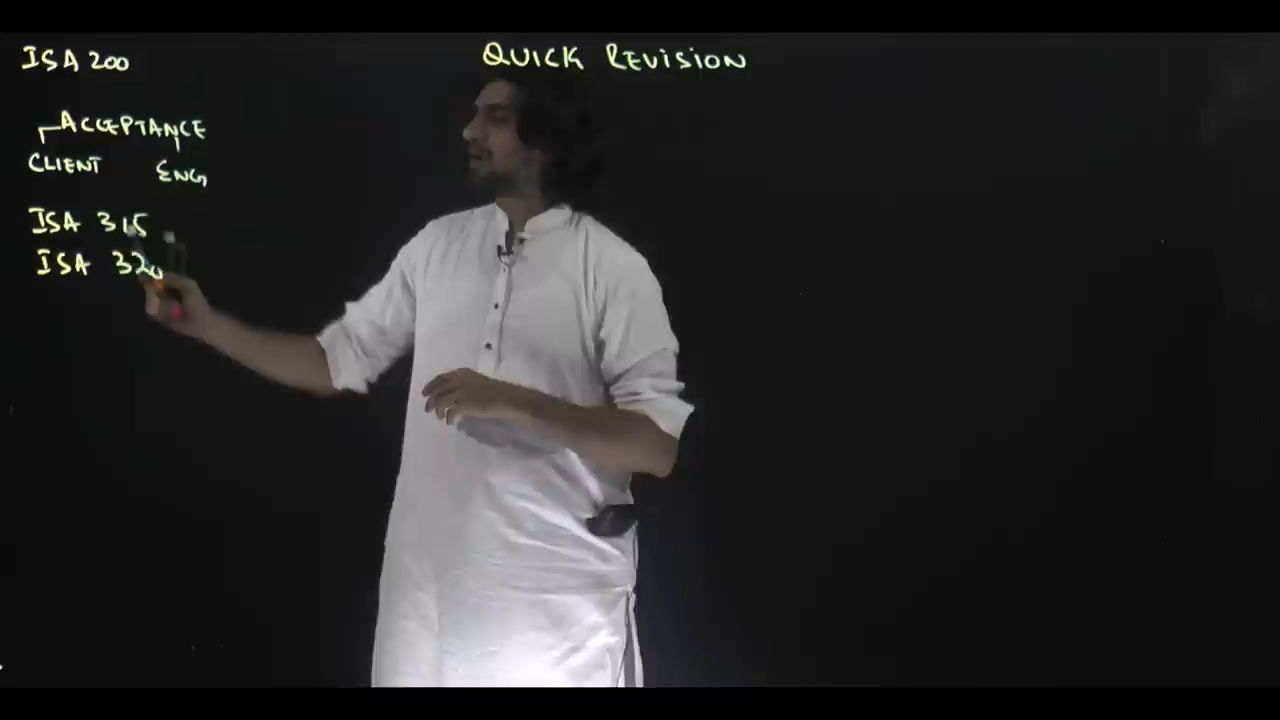 ISA 200
QUICK REVISION
ACCEPTANCE
CLIENT ENG
ISA 315
ISA 320